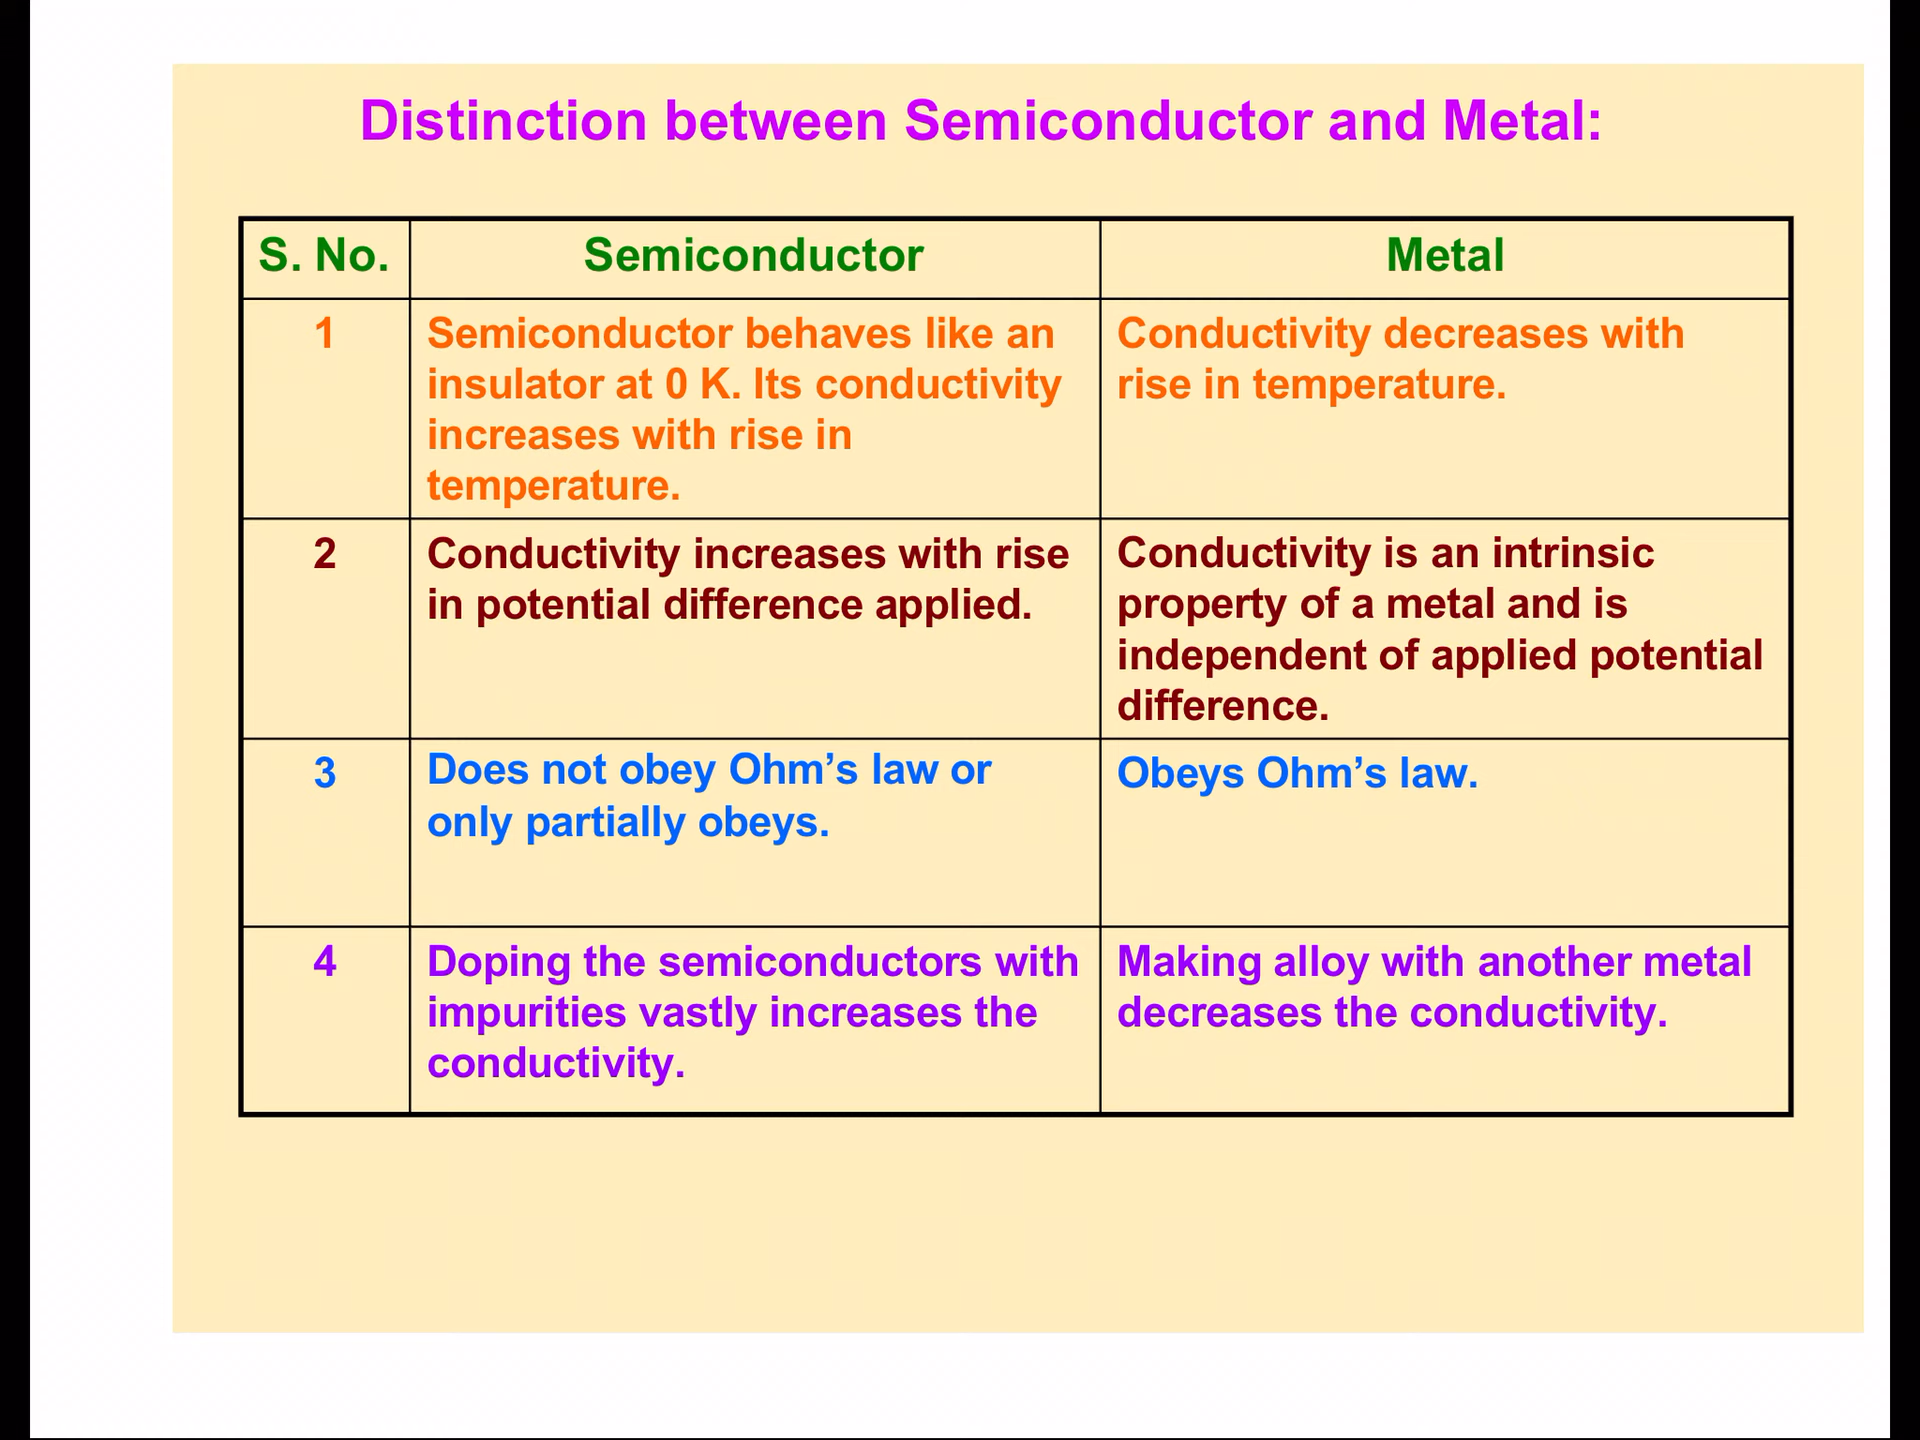 Distinction between Semiconductor and Metal:
S. No.
Semiconductor
Metal
1
Semiconductor behaves like an
insulator at 0 K. Its conductivity
increases with rise in
temperature.
Conductivity decreases with
rise in temperature.
2
Conductivity increases with rise
in potential difference applied.
Conductivity is an intrinsic
property of a metal and is
independent of applied potential
difference.
3
Does not obey Ohm’s law or
only partially obeys.
Obeys Ohm’s law.
4
Doping the semiconductors with
impurities vastly increases the
conductivity.
Making alloy with another metal
decreases the conductivity.